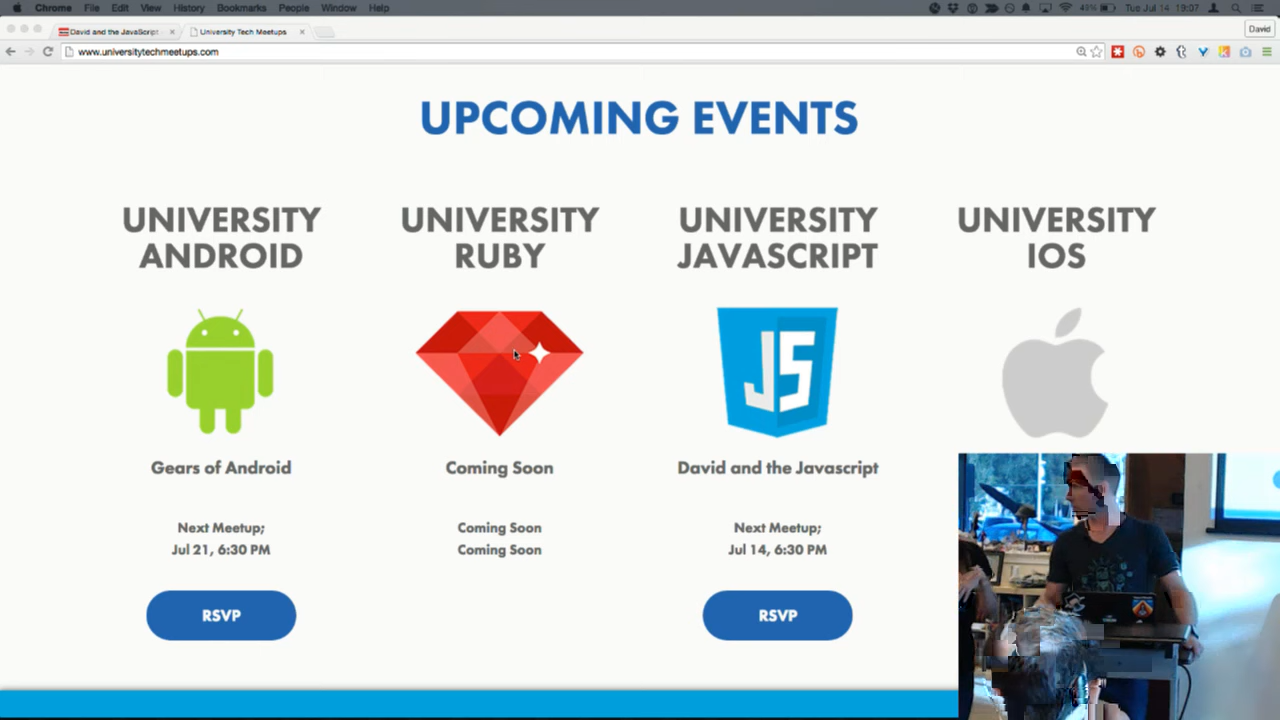 Chrome File Edit View History Bookmarks People Window Help
49% Tue Jul 14 19:07
David and the JavaScript
University Tech Meetups
David
www.universitytechmeetups.com
UPCOMING EVENTS
UNIVERSITY
ANDROID
UNIVERSITY
RUBY
UNIVERSITY
JAVASCRIPT
UNIVERSITY
IOS
JS
Gears of Android
Coming Soon
David and the Javascript
Next Meetup;
Jul 21, 6:30 PM
Coming Soon
Coming Soon
Next Meetup;
Jul 14, 6:30 PM
RSVP
RSVP